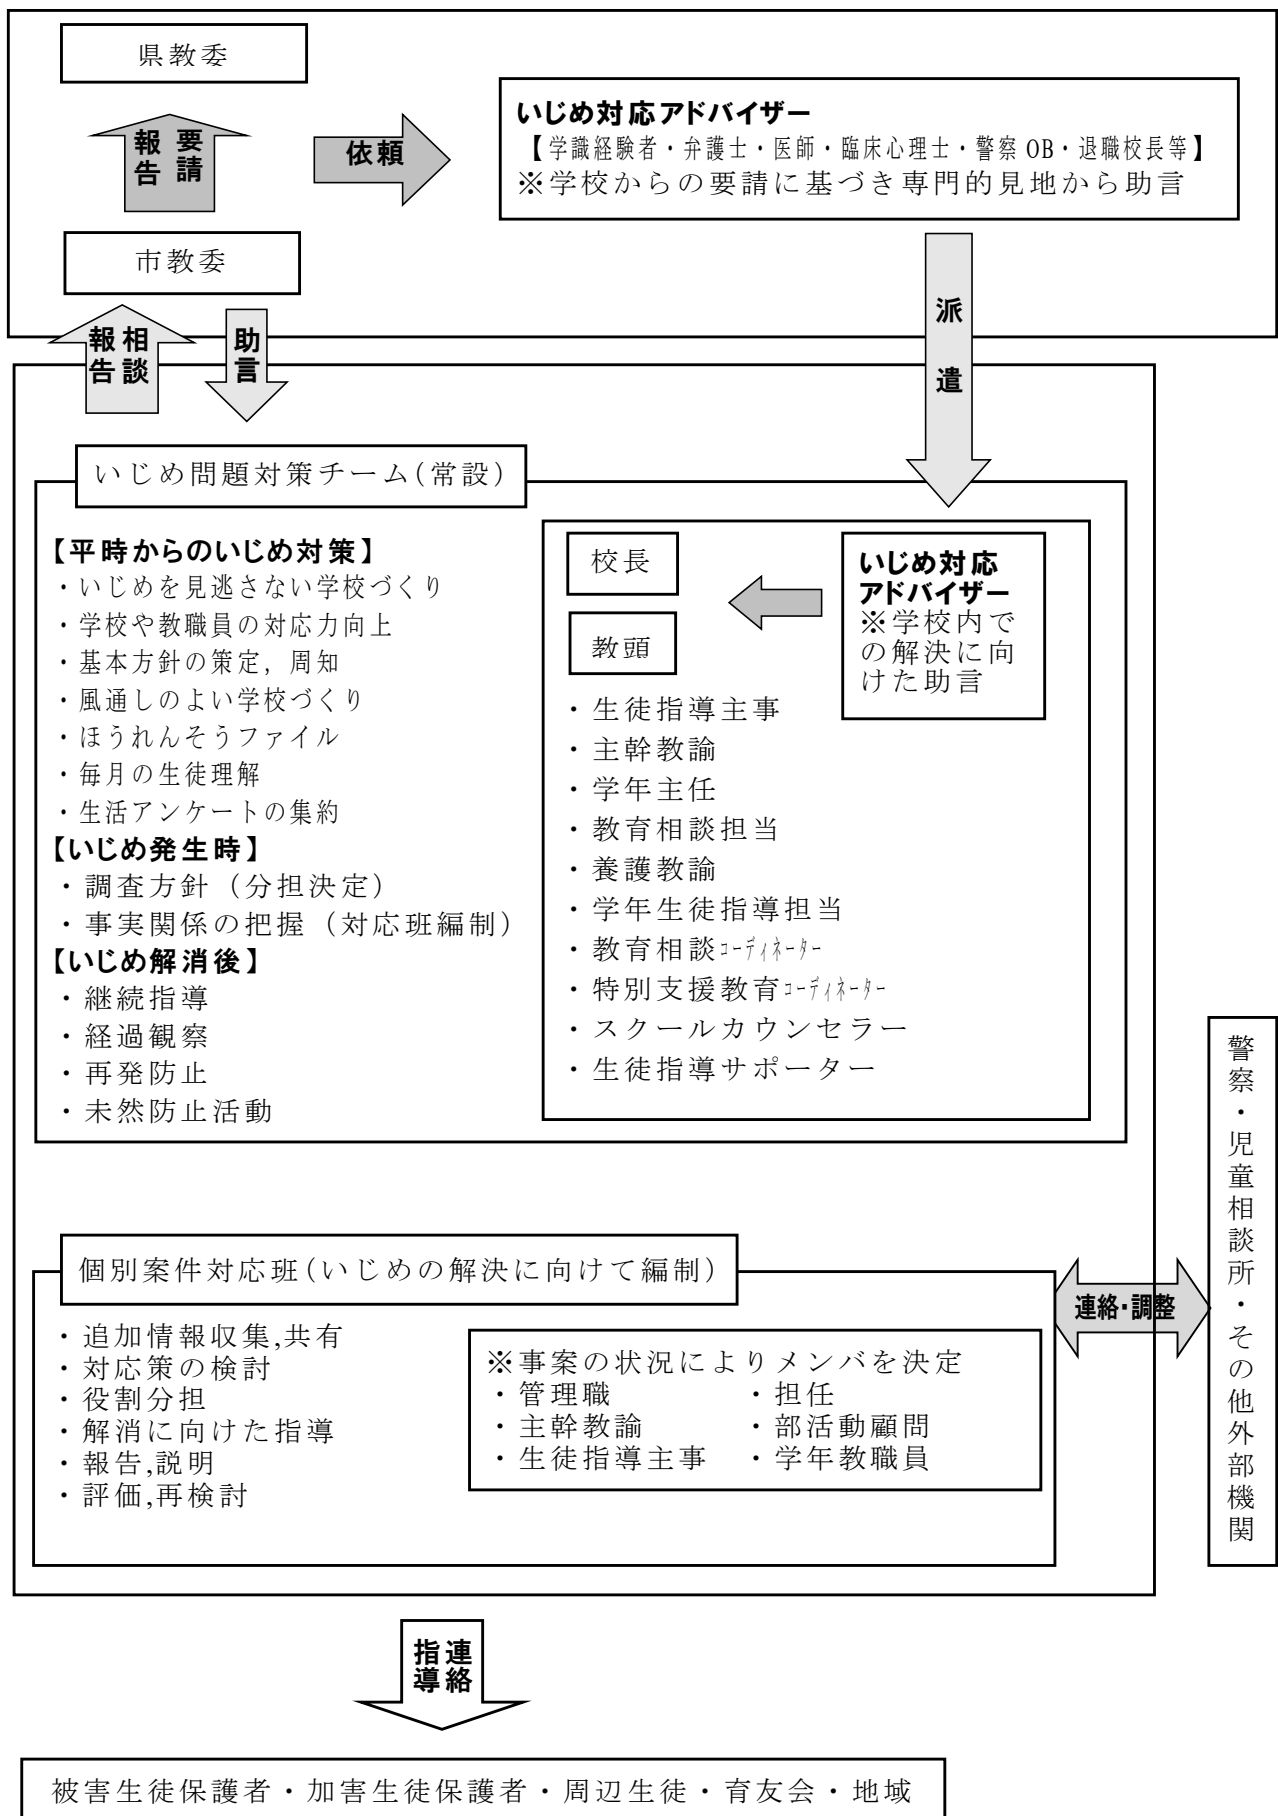 県教委
要請
報告
依頼
いじめ対応アドバイザー
【学識経験者・弁護士・医師・臨床心理士・警察OB・退職校長等】
※学校からの要請に基づき専門的見地から助言
市教委
相談
報告
助言
派遣
いじめ問題対策チーム(常設)
【平時からのいじめ対策】
・いじめを見逃さない学校づくり
・学校や教職員の対応力向上
・基本方針の策定，周知
・風通しのよい学校づくり
・ほうれんそうファイル
・毎月の生徒理解
・生活アンケートの集約
【いじめ発生時】
・調査方針（分担決定）
・事実関係の把握（対応班編制）
【いじめ解消後】
・継続指導
・経過観察
・再発防止
・未然防止活動
校長
教頭
いじめ対応
アドバイザー
※学校内で
の解決に向
けた助言
・生徒指導主事
・主幹教諭
・学年主任
・教育相談担当
・養護教諭
・学年生徒指導担当
・教育相談ｺｰﾃﾞｨﾈｰﾀｰ
・特別支援教育ｺｰﾃﾞｨﾈｰﾀｰ
・スクールカウンセラー
・生徒指導サポーター
個別案件対応班(いじめの解決に向けて編制)
・追加情報収集,共有
・対応策の検討
・役割分担
・解消に向けた指導
・報告,説明
・評価,再検討
※事案の状況によりメンバを決定
・管理職
・担任
・主幹教諭
・部活動顧問
・生徒指導主事
・学年教職員
連絡・調整
警察・児童相談所・その他外部機関
連絡
指導
被害生徒保護者・加害生徒保護者・周辺生徒・育友会・地域